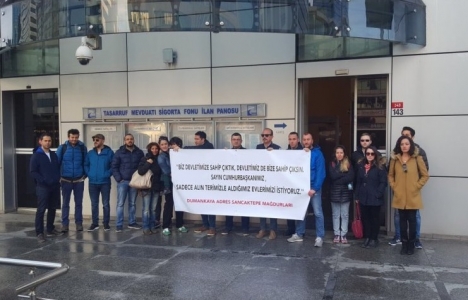 TASARRUF MEVDUATI SİGORTA FONU İLAN PANOSU
143
"BİZ DEVLETİMİZE SAHİP ÇIKTIK, DEVLETİMİZ DE BİZE SAHİP ÇIKSIN.
SAYIN CUMHURBAŞKANIMIZ,
SADECE ALIN TERİMİZLE ALDIĞIMIZ EVLERİMİZİ İSTİYORUZ."
DUMANKAYA ADRES SANCAKTEPE MAĞDURLARI